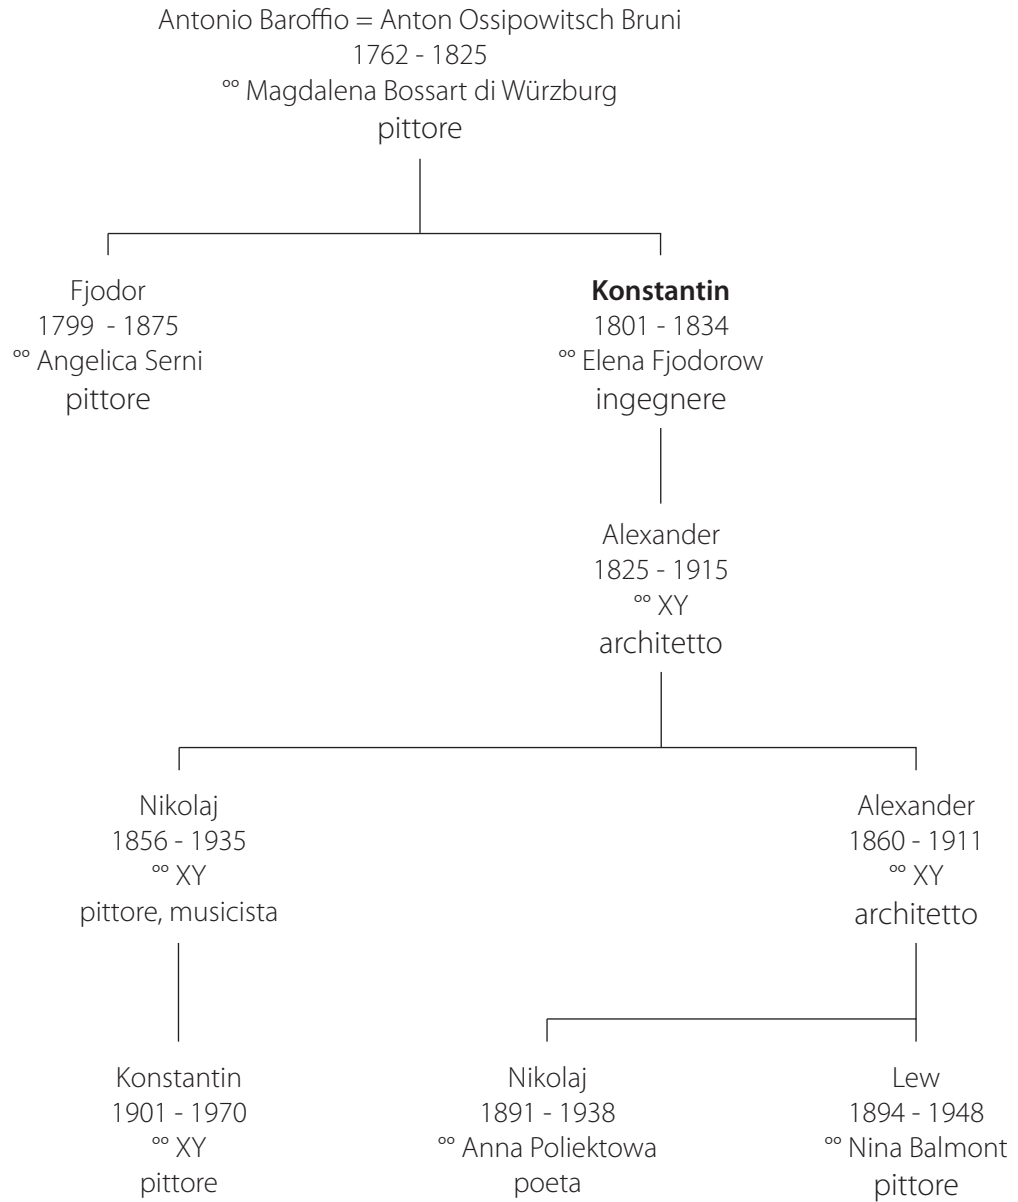 Antonio Baroffio = Anton Ossipowitsch Bruni
1762 - 1825
°° Magdalena Bossart di Würzburg
pittore
Fjodor
1799 - 1875
°° Angelica Serni
pittore
Konstantin
1801 - 1834
°° Elena Fjodorow
ingegnere
Alexander
1825 - 1915
°° XY
architetto
Nikolaj
1856 - 1935
°° XY
pittore, musicista
Alexander
1860 - 1911
°° XY
architetto
Konstantin
1901 - 1970
°° XY
pittore
Nikolaj
1891 - 1938
°° Anna Poliektowa
poeta
Lew
1894 - 1948
°° Nina Balmont
pittore